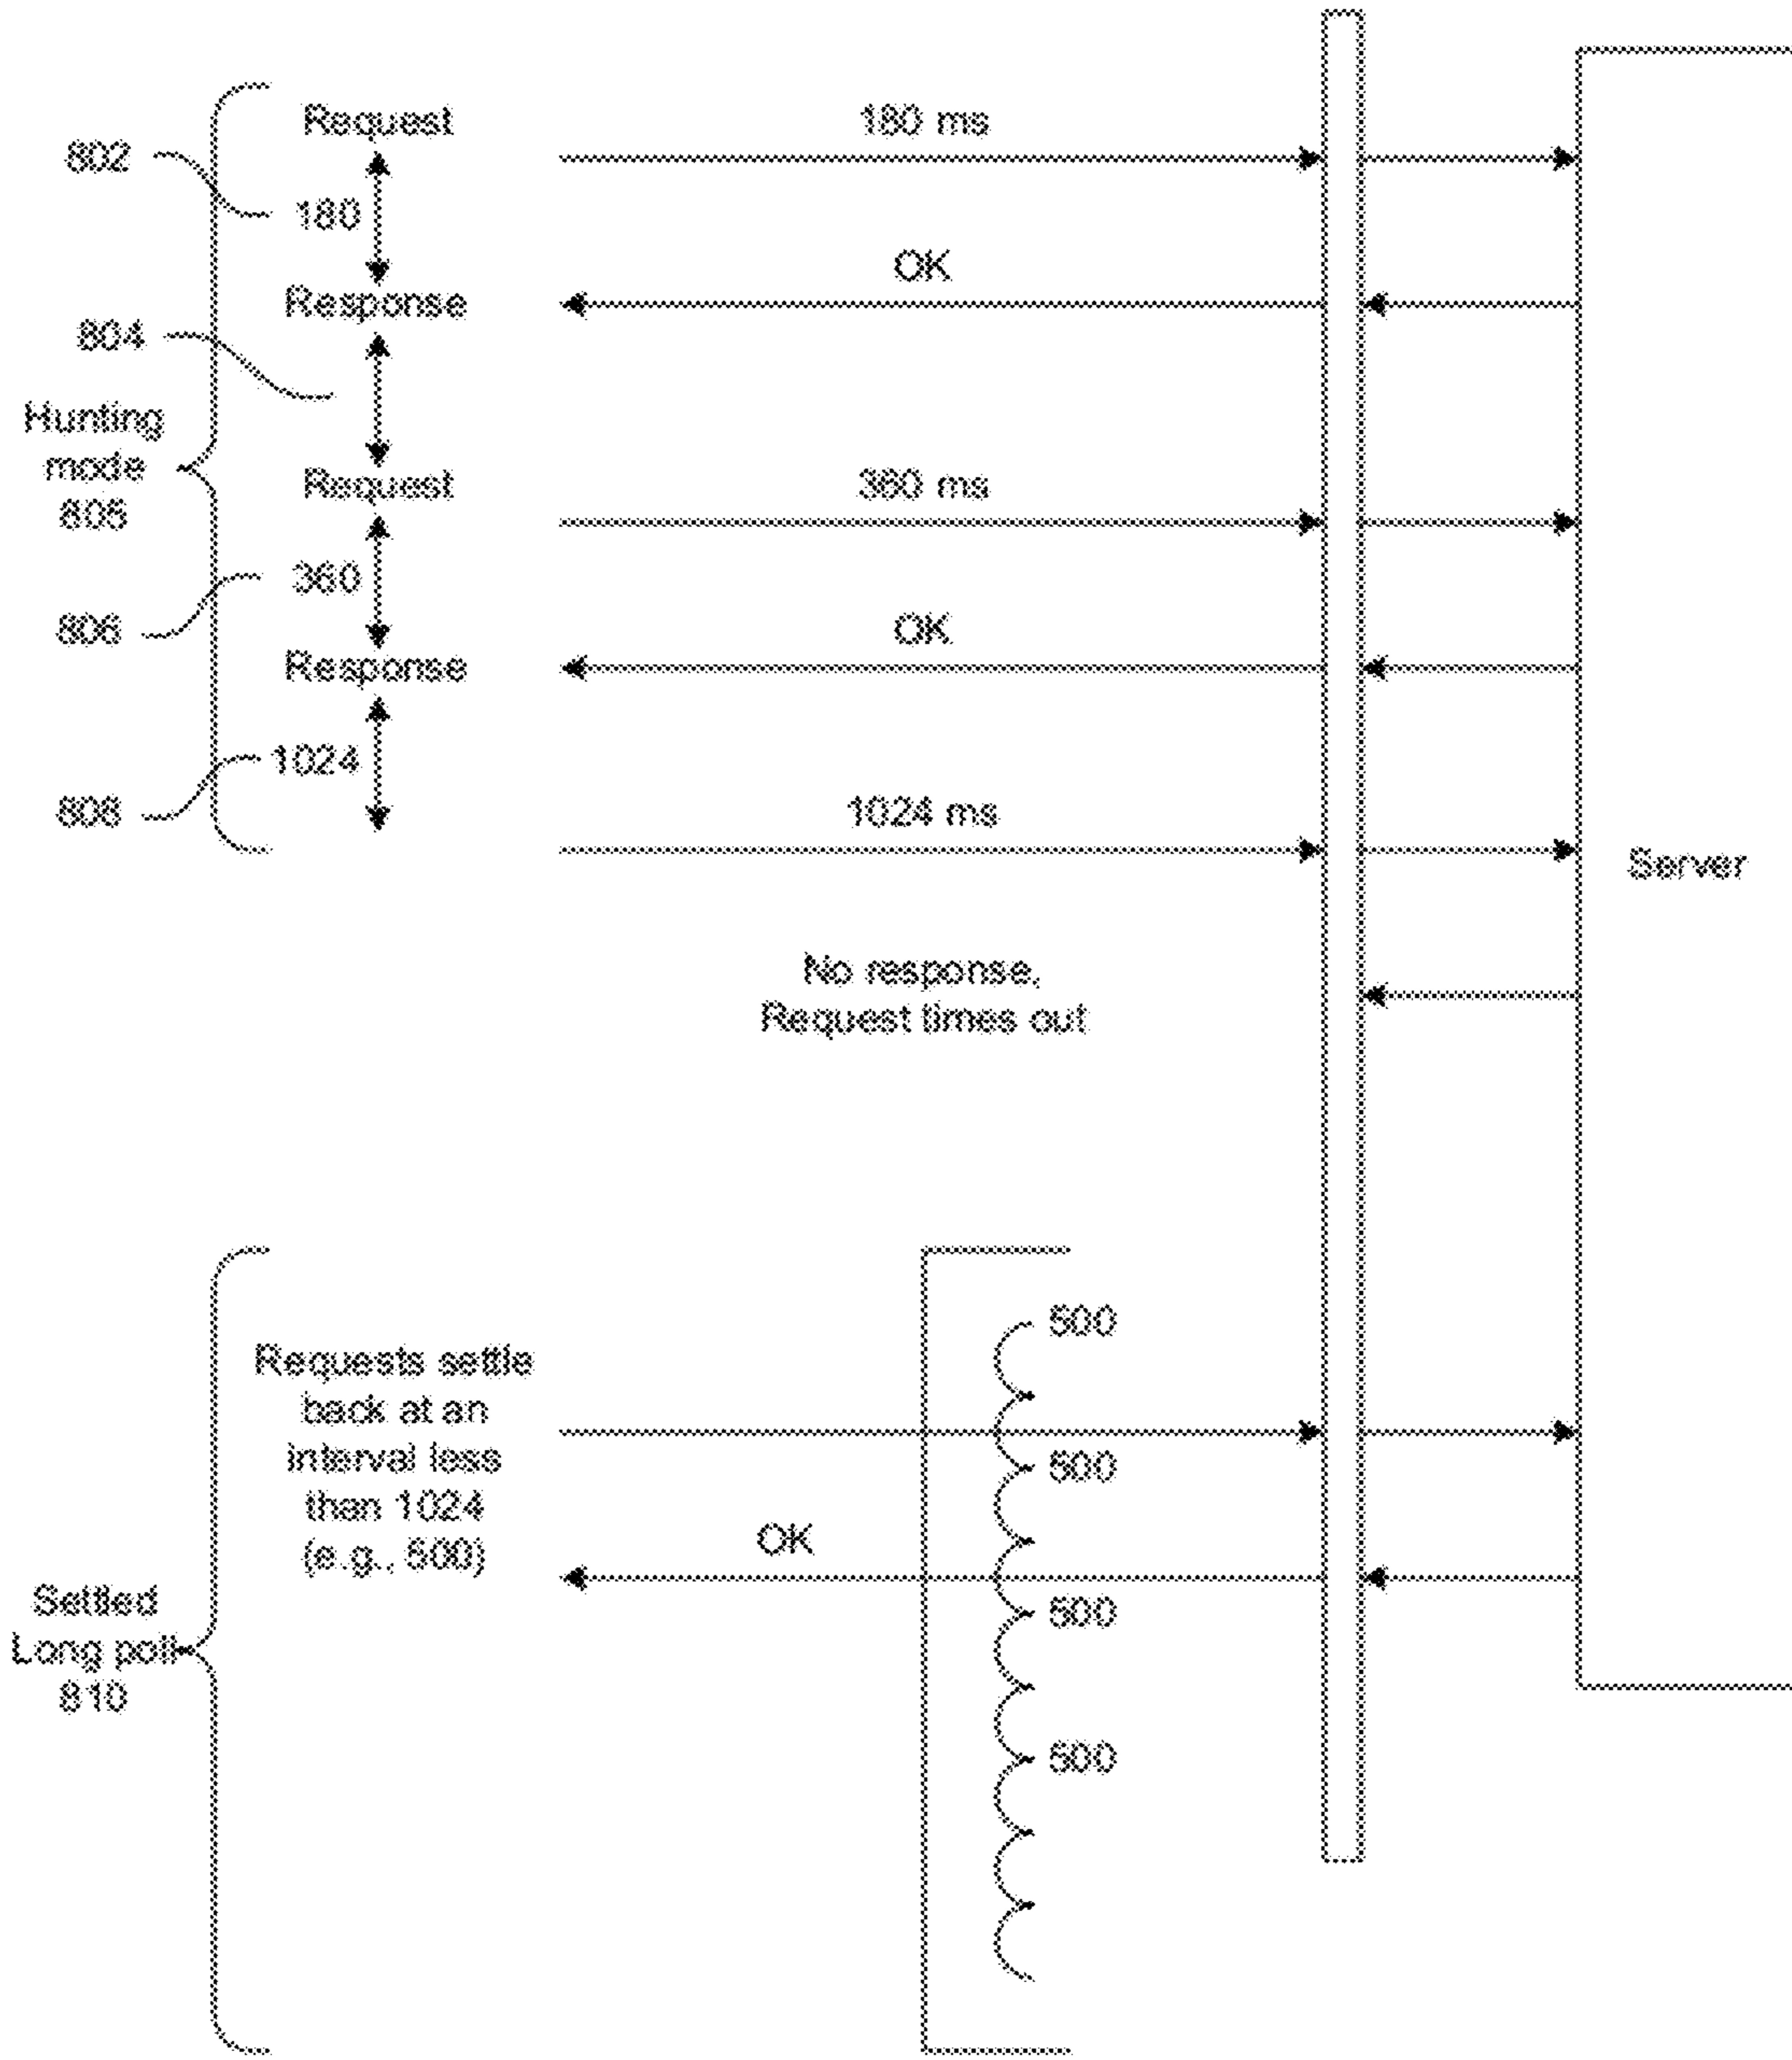 Request
180 ms
802
180
OK
Response
804
Hunting
mode
805
Request
360 ms
360
806
OK
Response
1024
808
1024 ms
Server
No response,
Request times out
500
Requests settle
back at an
interval less
than 1024
(e.g., 500)
500
OK
Settled
Long poll
810
500
500